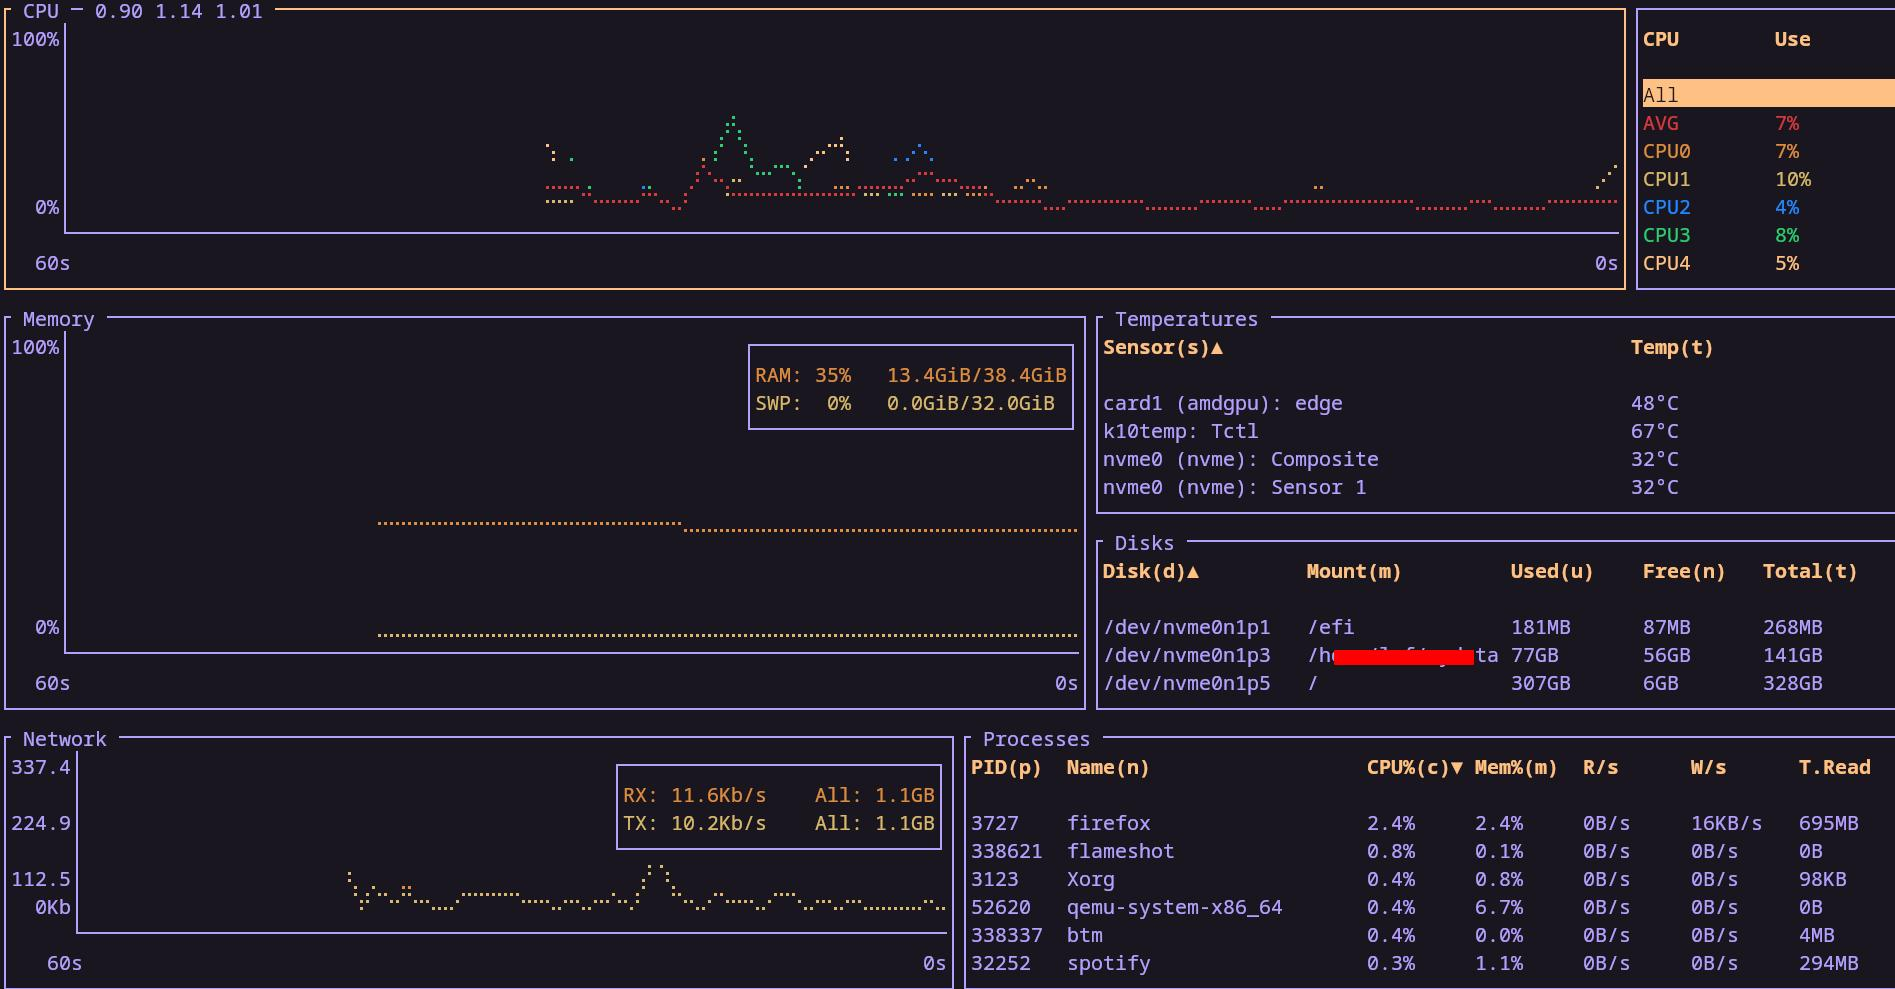 CPU — 0.90 1.14 1.01
100%
0%
60s 0s
CPU Use
All
AVG 7%
CPU0 7%
CPU1 10%
CPU2 4%
CPU3 8%
CPU4 5%
Memory
100%
RAM: 35% 13.4GiB/38.4GiB
SWP: 0% 0.0GiB/32.0GiB
0%
60s 0s
Temperatures
Sensor(s)▲ Temp(t)
card1 (amdgpu): edge 48°C
k10temp: Tctl 67°C
nvme0 (nvme): Composite 32°C
nvme0 (nvme): Sensor 1 32°C
Disks
Disk(d)▲ Mount(m) Used(u) Free(n) Total(t)
/dev/nvme0n1p1 /efi 181MB 87MB 268MB
/dev/nvme0n1p3 77GB 56GB 141GB
/dev/nvme0n1p5 / 307GB 6GB 328GB
Network
337.4
RX: 11.6Kb/s All: 1.1GB
224.9
TX: 10.2Kb/s All: 1.1GB
112.5
0Kb
60s 0s
Processes
PID(p) Name(n) CPU%(c)▼ Mem%(m) R/s W/s T.Read
3727 firefox 2.4% 2.4% 0B/s 16KB/s 695MB
338621 flameshot 0.8% 0.1% 0B/s 0B/s 0B
3123 Xorg 0.4% 0.8% 0B/s 0B/s 98KB
52620 qemu-system-x86_64 0.4% 6.7% 0B/s 0B/s 0B
338337 btm 0.4% 0.0% 0B/s 0B/s 4MB
32252 spotify 0.3% 1.1% 0B/s 0B/s 294MB